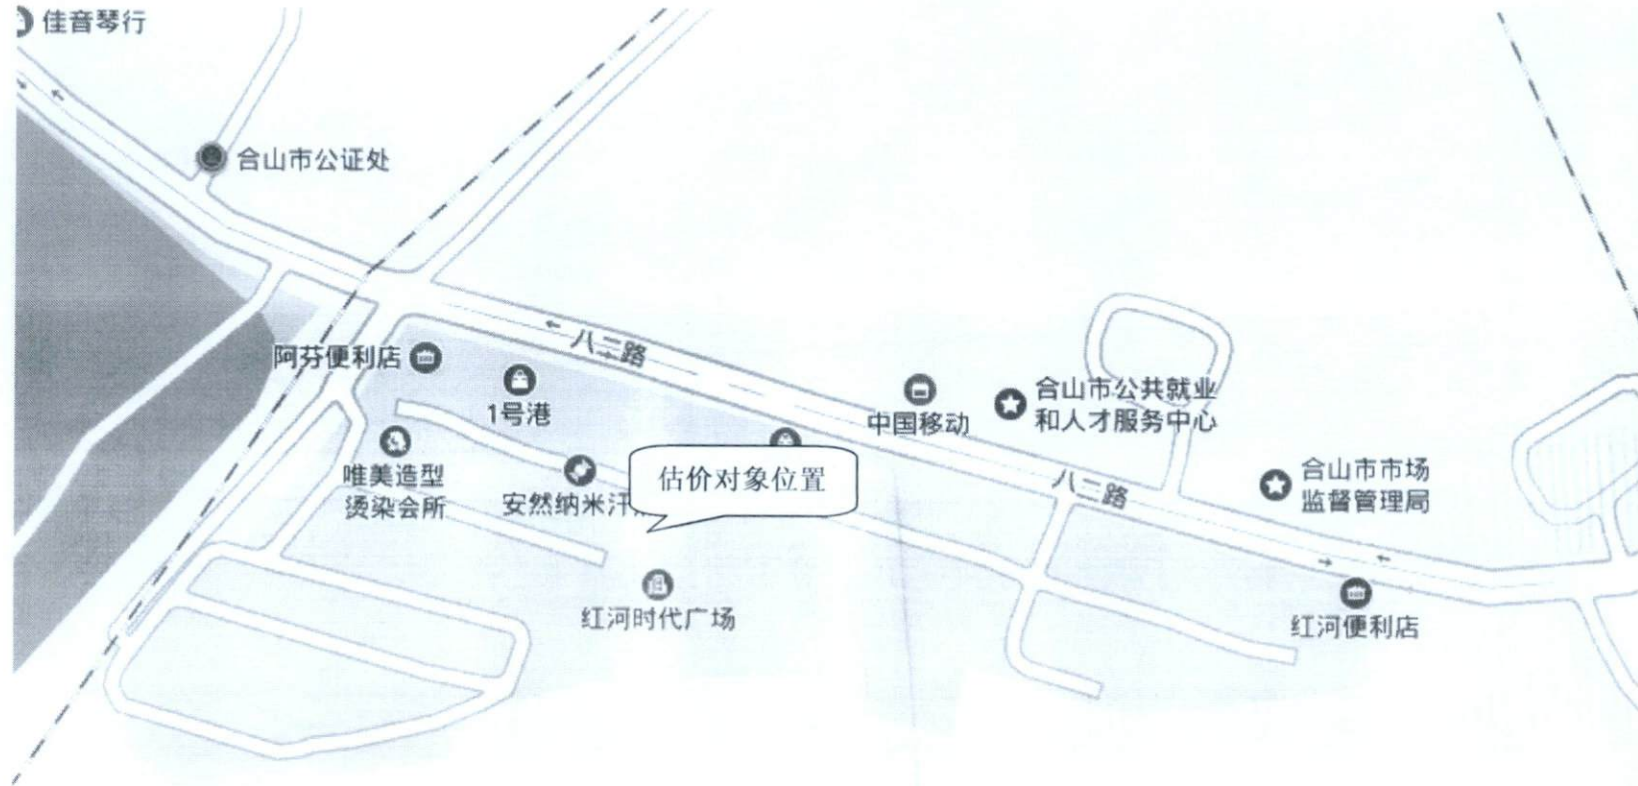 佳音琴行
合山市公证处
八二路
阿芬便利店
1号港
中国移动
合山市公共就业
和人才服务中心
唯美造型
烫染会所
安然纳米汗
估价对象位置
八二路
合山市市场
监督管理局
红河时代广场
红河便利店